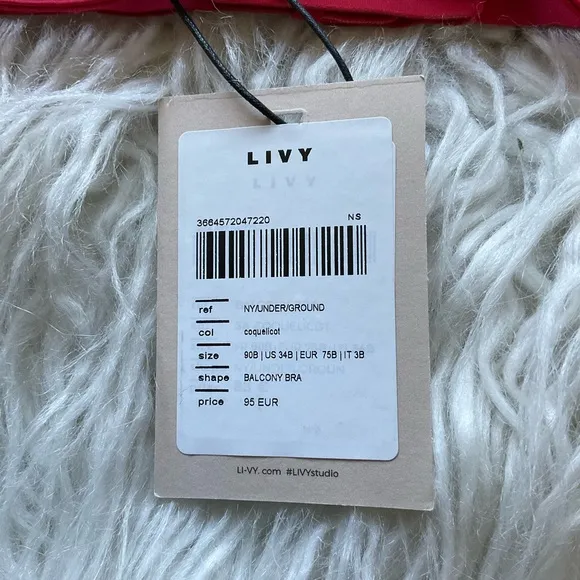 LIVY
3664572047220 NS
ref NY/UNDER/GROUND
col coquelicot
size 90B | US 34B | EUR 75B | IT 3B
shape BALCONY BRA
price 95 EUR
LI-VY. com #LIVYstudio